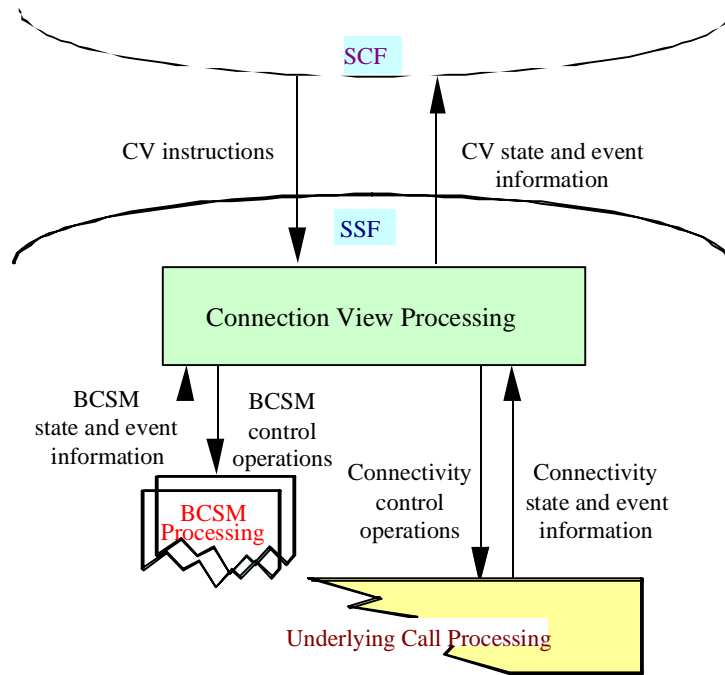 SCF
CV instructions
CV state and event
information
SSF
Connection View Processing
BCSM
state and event
information
BCSM
control
operations
Connectivity
control
operations
Connectivity
state and event
information
BCSM
Processing
Underlying Call Processing